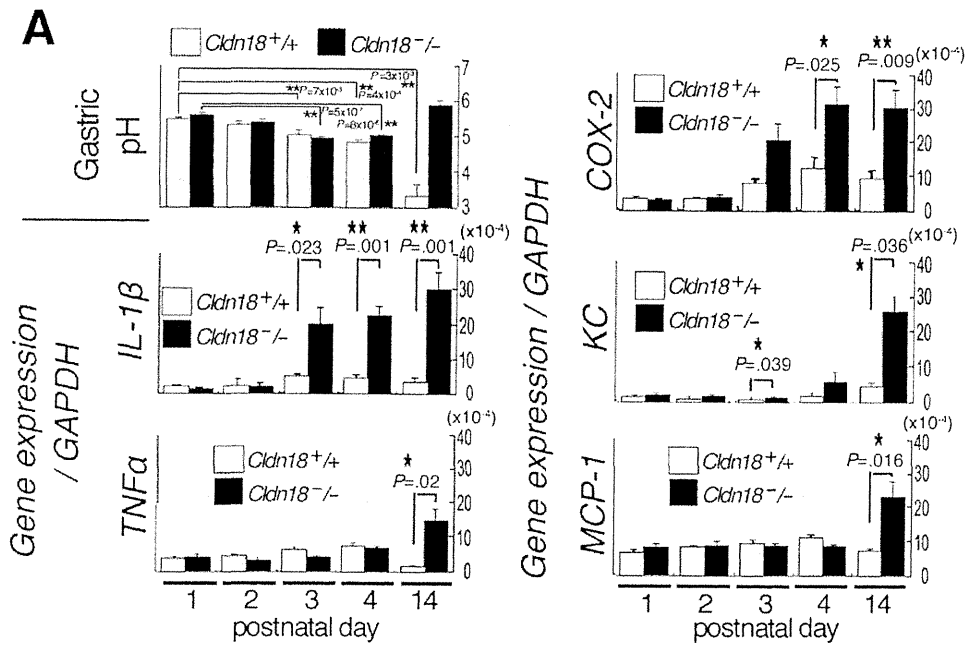 A
Cldn18+/+ Cldn18−/−
Gastric pH
7
6
5
4
3
P=3x10-3
**
**
P=7x10-3
**
P=4x10-4
**
**
P=8x10-4
Gene expression / GAPDH
IL-1β
(x10-4)
40
30
20
10
0
*
P=.023
**
P=.001
**
P=.001
Cldn18+/+
Cldn18−/−
TNFα
(x10-4)
40
30
20
10
0
Cldn18+/+
Cldn18−/−
*
P=.02
1 2 3 4 14
postnatal day
Gene expression / GAPDH
COX-2
(x10-4)
40
30
20
10
0
Cldn18+/+
Cldn18−/−
*
P=.025
**
P=.009
KC
(x10-4)
40
30
20
10
0
Cldn18+/+
Cldn18−/−
*
P=.039
*
P=.036
MCP-1
(x10-4)
40
30
20
10
0
Cldn18+/+
Cldn18−/−
*
P=.016
1 2 3 4 14
postnatal day